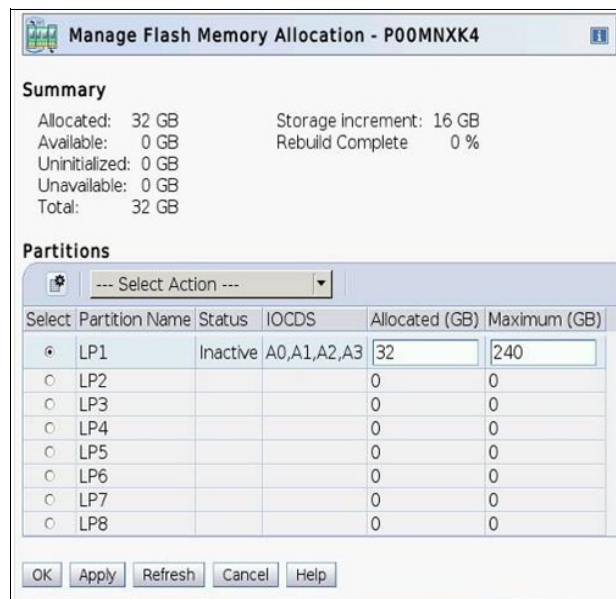 Manage Flash Memory Allocation - P00MNXK4
Summary
Allocated: 32 GB Storage increment: 16 GB
Available: 0 GB Rebuild Complete 0 %
Uninitialized: 0 GB
Unavailable: 0 GB
Total: 32 GB
Partitions
--- Select Action ---
Select Partition Name Status IOCDS Allocated (GB) Maximum (GB)
LP1 Inactive A0,A1,A2,A3 32 240
LP2 0 0
LP3 0 0
LP4 0 0
LP5 0 0
LP6 0 0
LP7 0 0
LP8 0 0
OK Apply Refresh Cancel Help